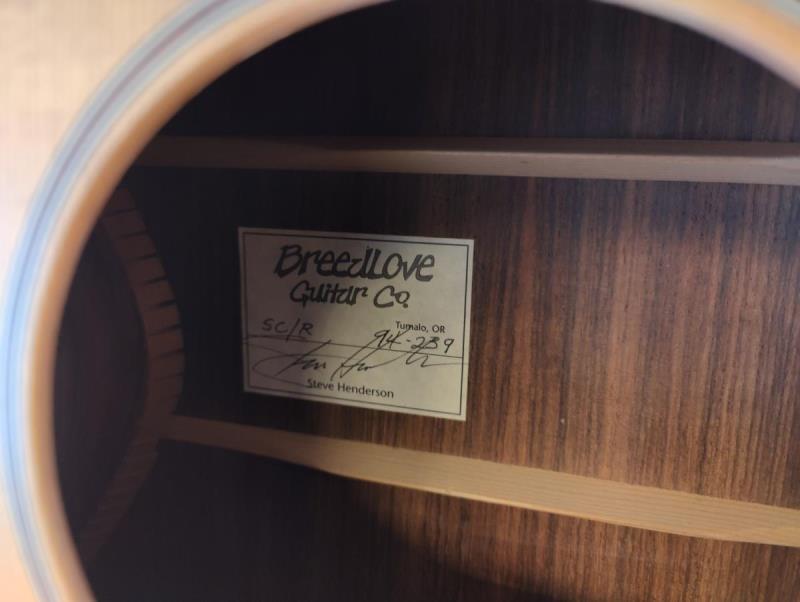 BreedLove
Guitar Co.
Tumalo, OR
SC/R
94-239
Steve Henderson